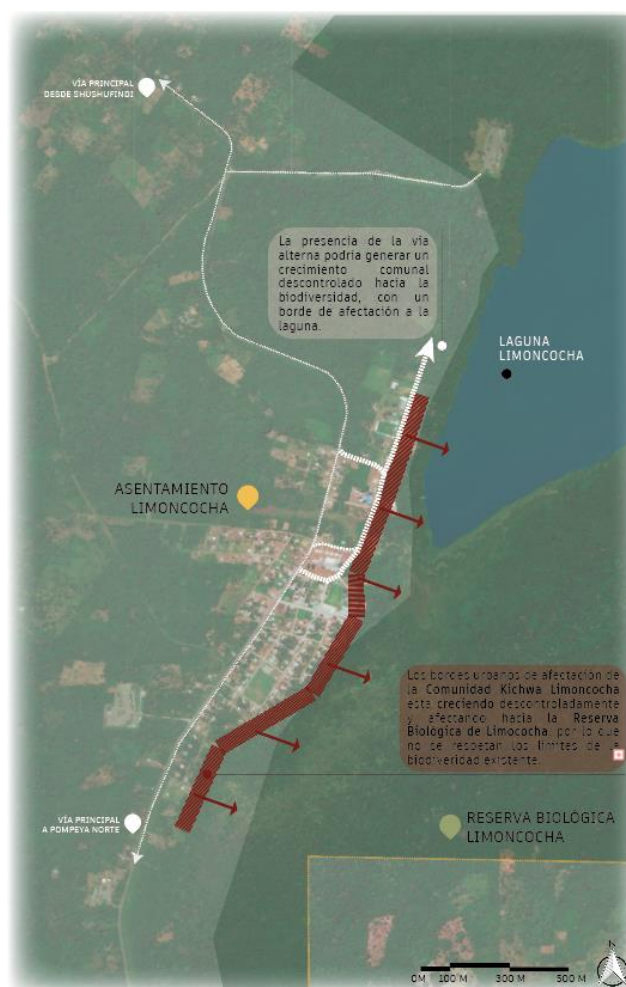 VÍA PRINCIPAL
DESDE SHUSHUFINDI
La presencia de la vía
alterna podría generar un
crecimiento comunal
descontrolado hacia la
biodiversidad, con un
borde de afectación a la
laguna.
LAGUNA
LIMONCOCHA
ASENTAMIENTO
LIMONCOCHA
Los bordes urbanos de afectación de
la Comunidad Kichwa Limoncocha
esta creciendo descontroladamente
y afectando hacia la Reserva
Biológica de Limococha, por lo que
no se respetan los límites de la
biodiveridad existente.
VÍA PRINCIPAL
A POMPEYA NORTE
RESERVA BIOLÓGICA
LIMONCOCHA
N
0M 100 M 300 M 500 M